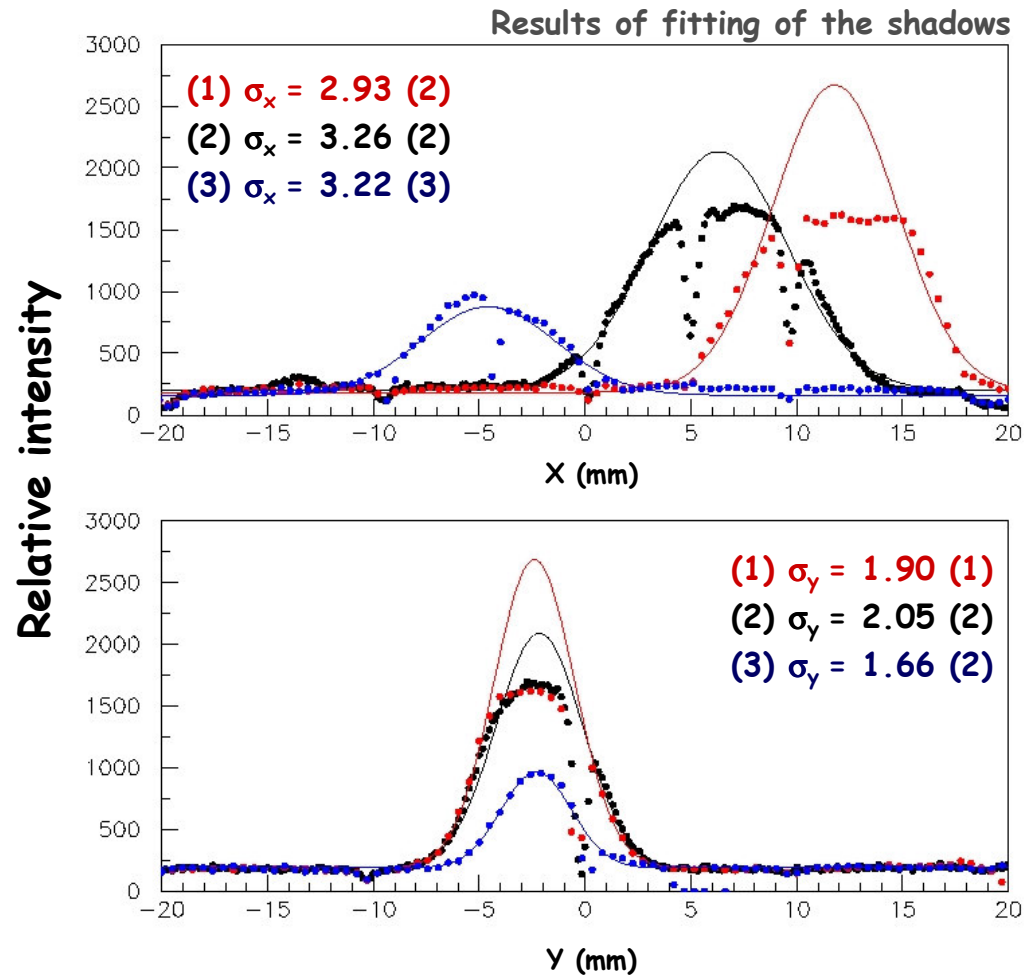 Results of fitting of the shadows
3000
2500
2000
1500
1000
500
0
(1) σx = 2.93 (2)
(2) σx = 3.26 (2)
(3) σx = 3.22 (3)
−20 −15 −10 −5 0 5 10 15 20
X (mm)
Relative intensity
3000
2500
2000
1500
1000
500
0
(1) σy = 1.90 (1)
(2) σy = 2.05 (2)
(3) σy = 1.66 (2)
−20 −15 −10 −5 0 5 10 15 20
Y (mm)